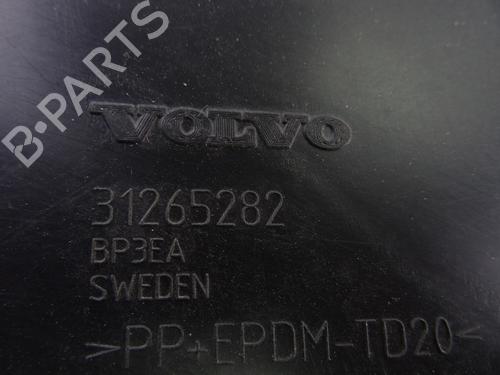 B-PARTS
VOLVO
31265282
BP3EA
SWEDEN
>PP+EPDM-TD20<